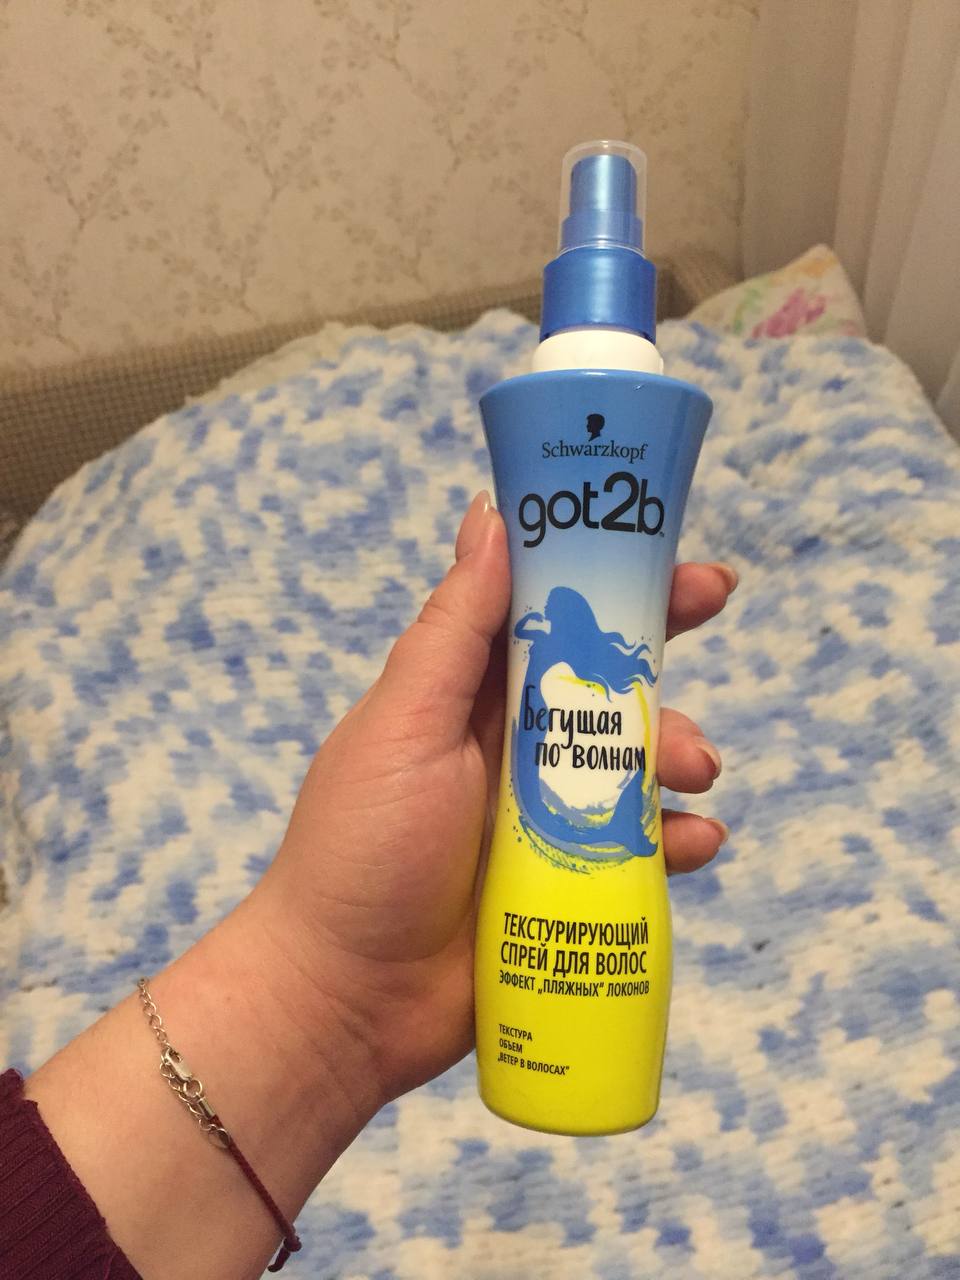 Schwarzkopf
got2b
Бегущая
по волнам
ТЕКСТУРИРУЮЩИЙ
СПРЕЙ ДЛЯ ВОЛОС
ЭФФЕКТ „ПЛЯЖНЫХ“ ЛОКОНОВ
ТЕКСТУРА
ОБЪЕМ
„ВЕТЕР В ВОЛОСАХ“